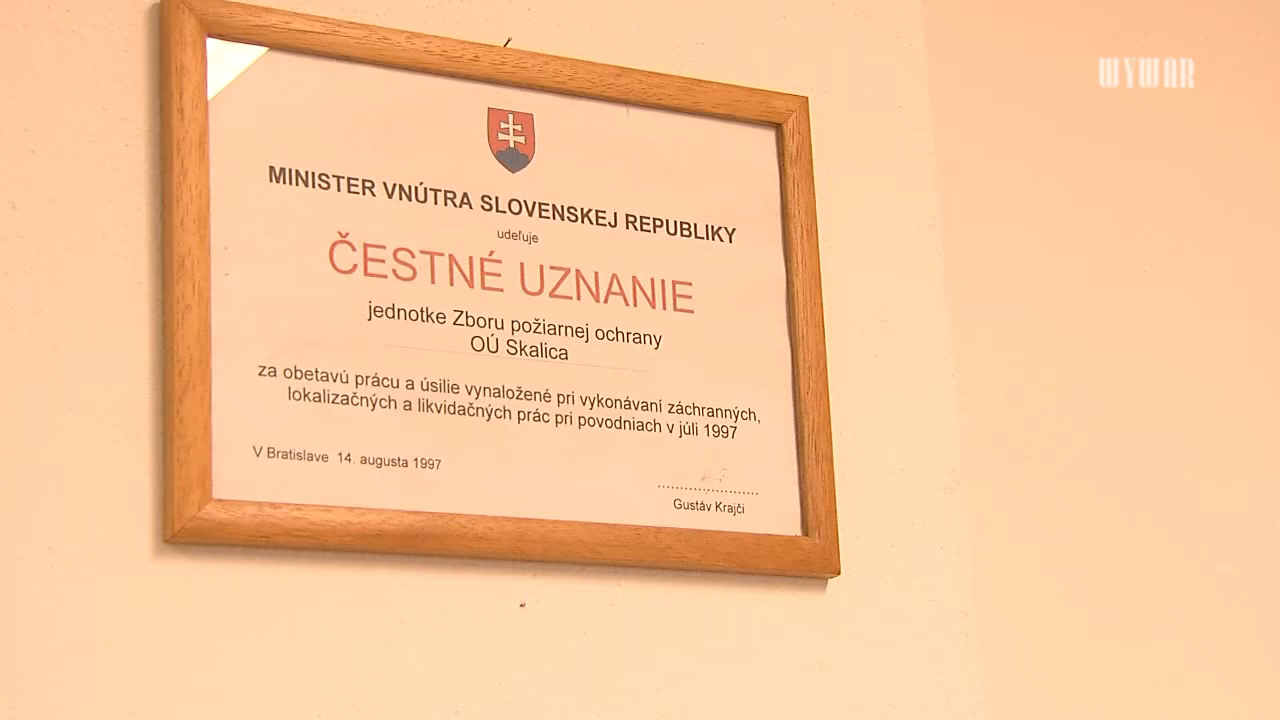 WYWAR
MINISTER VNÚTRA SLOVENSKEJ REPUBLIKY
udeľuje
ČESTNÉ UZNANIE
jednotke Zboru požiarnej ochrany
OÚ Skalica
za obetavú prácu a úsilie vynaložené pri vykonávaní záchranných,
lokalizačných a likvidačných prác pri povodniach v júli 1997
V Bratislave 14. augusta 1997
Gustáv Krajči